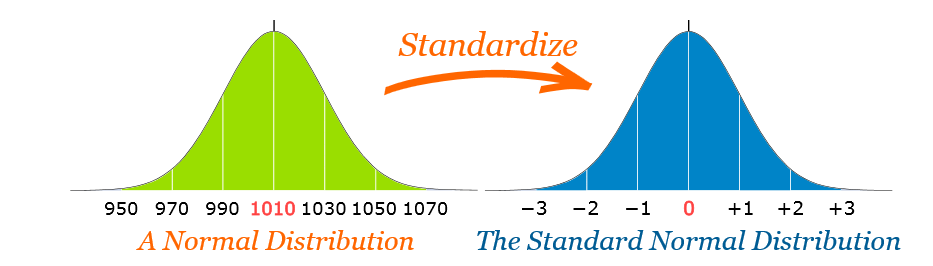 Standardize
950 970 990 1010 1030 1050 1070
−3 −2 −1 0 +1 +2 +3
A Normal Distribution
The Standard Normal Distribution